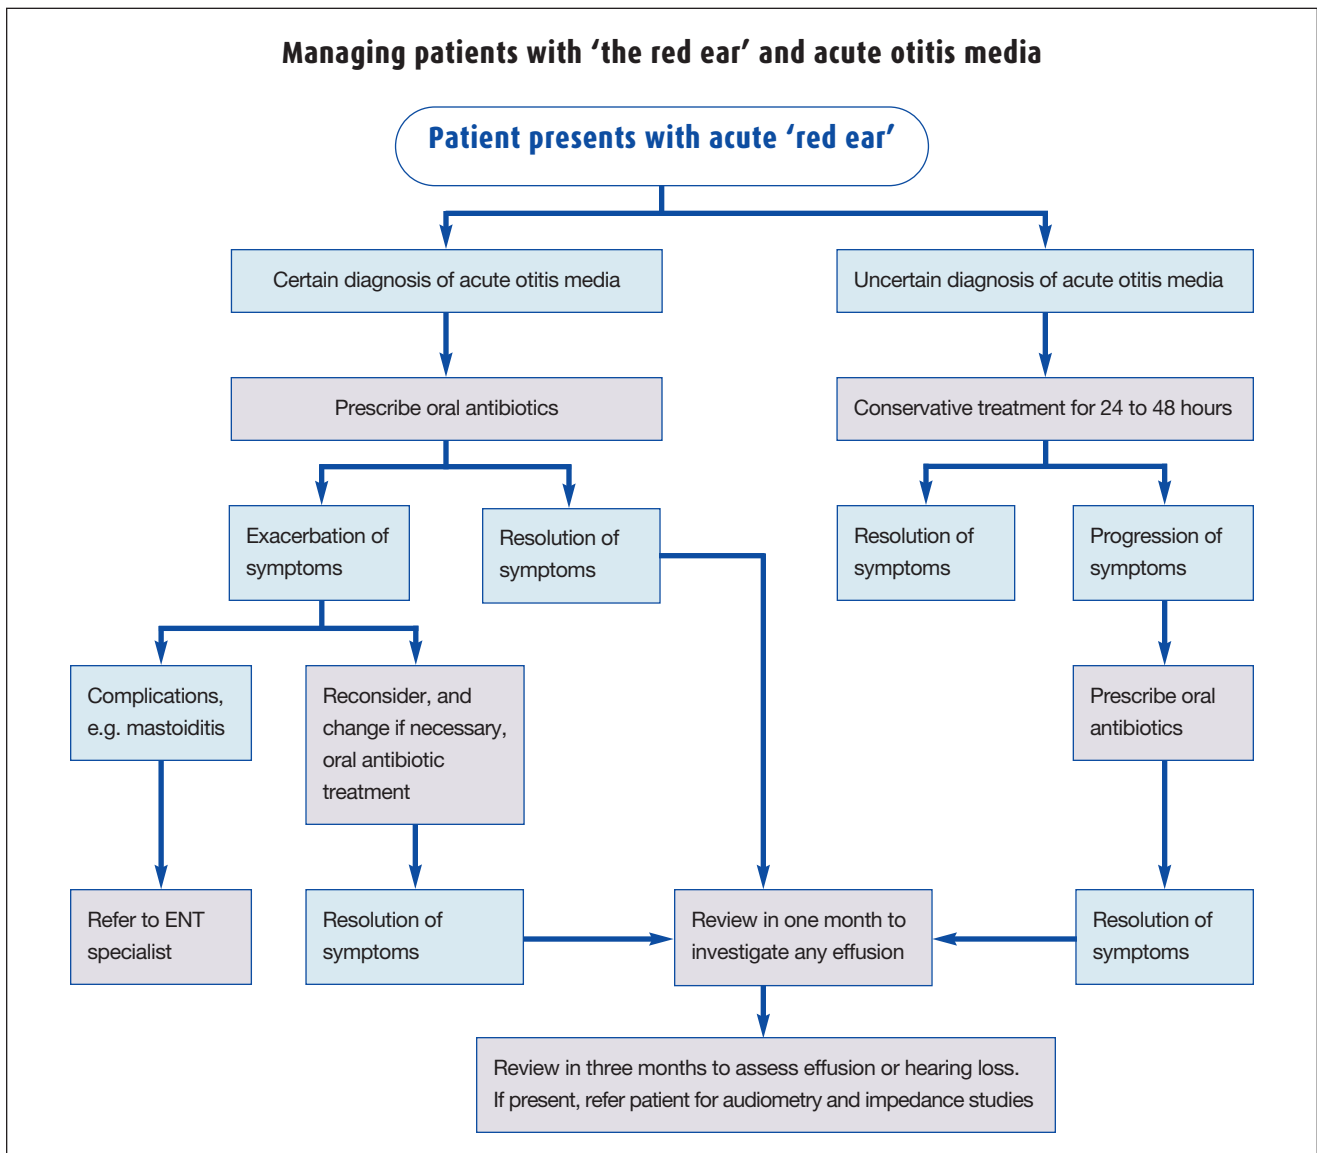 Managing patients with ‘the red ear’ and acute otitis media
Patient presents with acute ‘red ear’
Certain diagnosis of acute otitis media
Uncertain diagnosis of acute otitis media
Prescribe oral antibiotics
Conservative treatment for 24 to 48 hours
Exacerbation of
symptoms
Resolution of
symptoms
Resolution of
symptoms
Progression of
symptoms
Complications,
e.g. mastoiditis
Reconsider, and
change if necessary,
oral antibiotic
treatment
Prescribe oral
antibiotics
Refer to ENT
specialist
Resolution of
symptoms
Review in one month to
investigate any effusion
Resolution of
symptoms
Review in three months to assess effusion or hearing loss.
If present, refer patient for audiometry and impedance studies